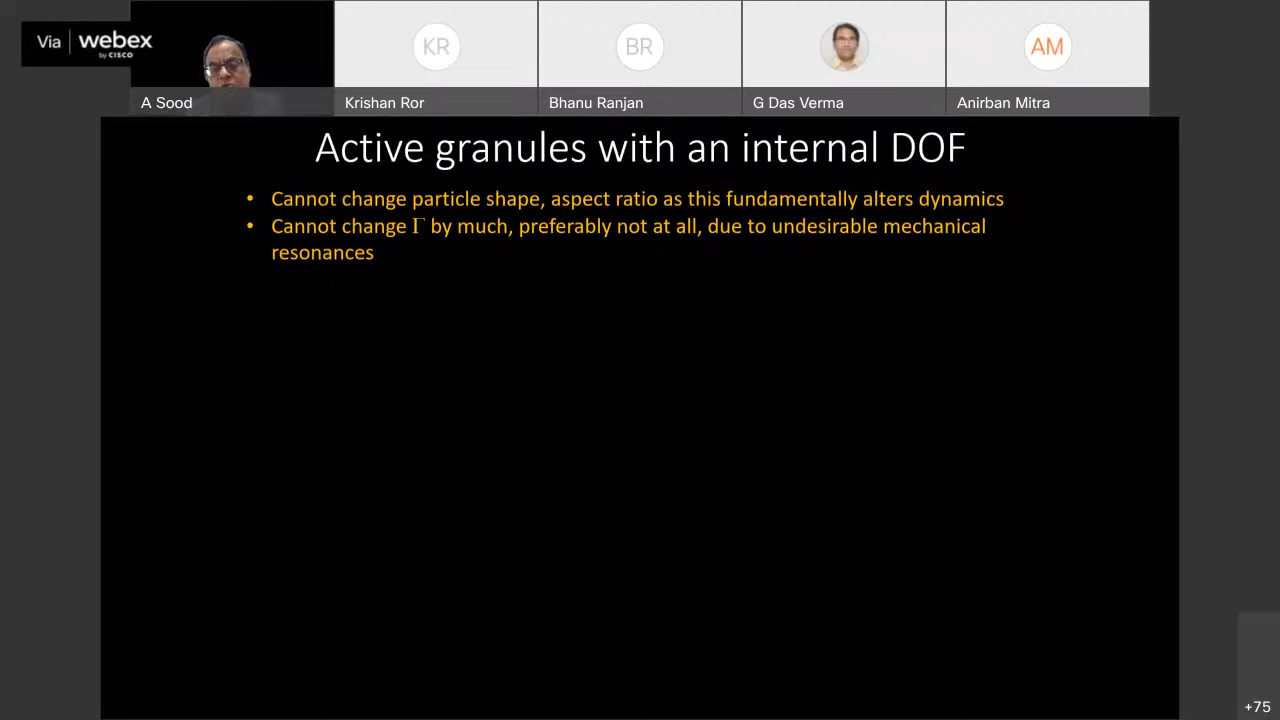 Via webex
by CISCO
KR
BR
AM
A Sood
Krishan Ror
Bhanu Ranjan
G Das Verma
Anirban Mitra
Active granules with an internal DOF
• Cannot change particle shape, aspect ratio as this fundamentally alters dynamics
• Cannot change Γ by much, preferably not at all, due to undesirable mechanical
resonances
+75